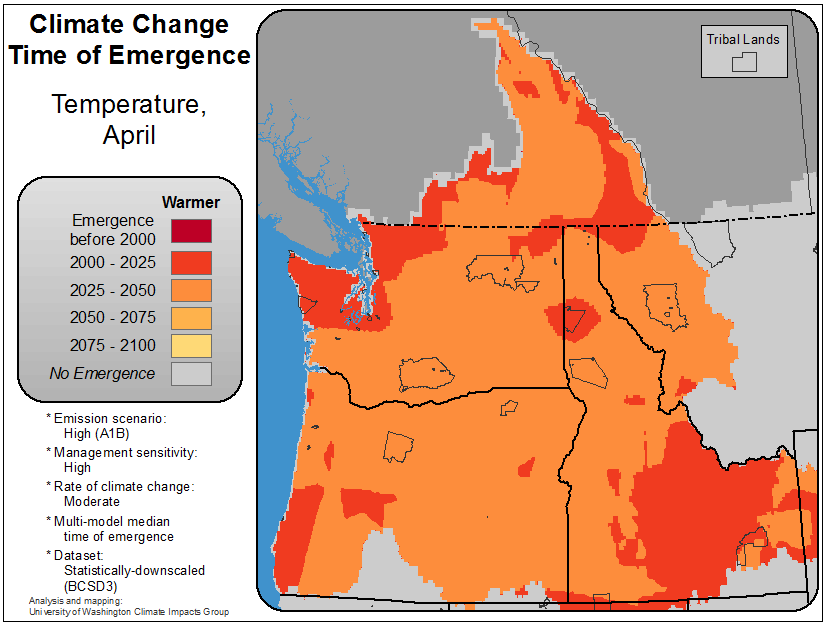 Climate Change
Time of Emergence
Temperature,
April
Warmer
Emergence
before 2000
2000 - 2025
2025 - 2050
2050 - 2075
2075 - 2100
No Emergence
* Emission scenario:
High (A1B)
* Management sensitivity:
High
* Rate of climate change:
Moderate
* Multi-model median
time of emergence
* Dataset:
Statistically-downscaled
(BCSD3)
Analysis and mapping:
University of Washington Climate Impacts Group
Tribal Lands